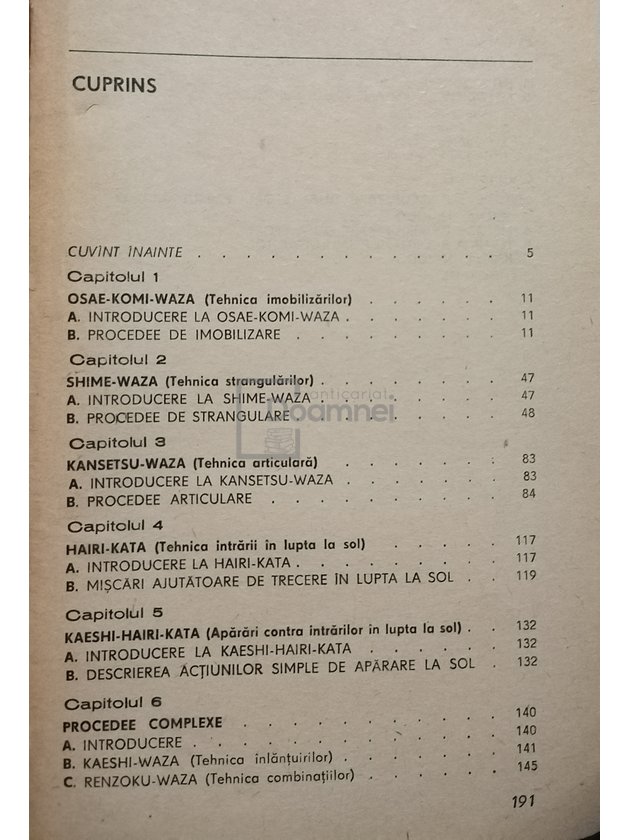 CUPRINS
CUVÎNT ÎNAINTE . . . . . . . . . . . . . 5
Capitolul 1
OSAE-KOMI-WAZA (Tehnica imobilizărilor) . . . . . . 11
A. INTRODUCERE LA OSAE-KOMI-WAZA . . . . . . . 11
B. PROCEDEE DE IMOBILIZARE . . . . . . . . . 11
Capitolul 2
SHIME-WAZA (Tehnica strangulărilor) . . . . . . . . 47
A. INTRODUCERE LA SHIME-WAZA . . . . . . . . 47
B. PROCEDEE DE STRANGULARE . . . . . . . . . 48
anticariat
Doamnei
Capitolul 3
KANSETSU-WAZA (Tehnica articulară) . . . . . . . 83
A. INTRODUCERE LA KANSETSU-WAZA . . . . . . . 83
B. PROCEDEE ARTICULARE . . . . . . . . . . 84
Capitolul 4
HAIRI-KATA (Tehnica intrării în lupta la sol) . . . . . 117
A. INTRODUCERE LA HAIRI-KATA . . . . . . . . . 117
B. MIȘCĂRI AJUTĂTOARE DE TRECERE ÎN LUPTA LA SOL . . 119
Capitolul 5
KAESHI-HAIRI-KATA (Apărări contra intrărilor în lupta la sol) . . 132
A. INTRODUCERE LA KAESHI-HAIRI-KATA . . . . . . 132
B. DESCRIEREA ACȚIUNILOR SIMPLE DE APĂRARE LA SOL . 132
Capitolul 6
PROCEDEE COMPLEXE . . . . . . . . . . . 140
A. INTRODUCERE . . . . . . . . . . . . . 140
B. KAESHI-WAZA (Tehnica înlănțuirilor) . . . . . . . 141
C. RENZOKU-WAZA (Tehnica combinațiilor) . . . . . . 145
191